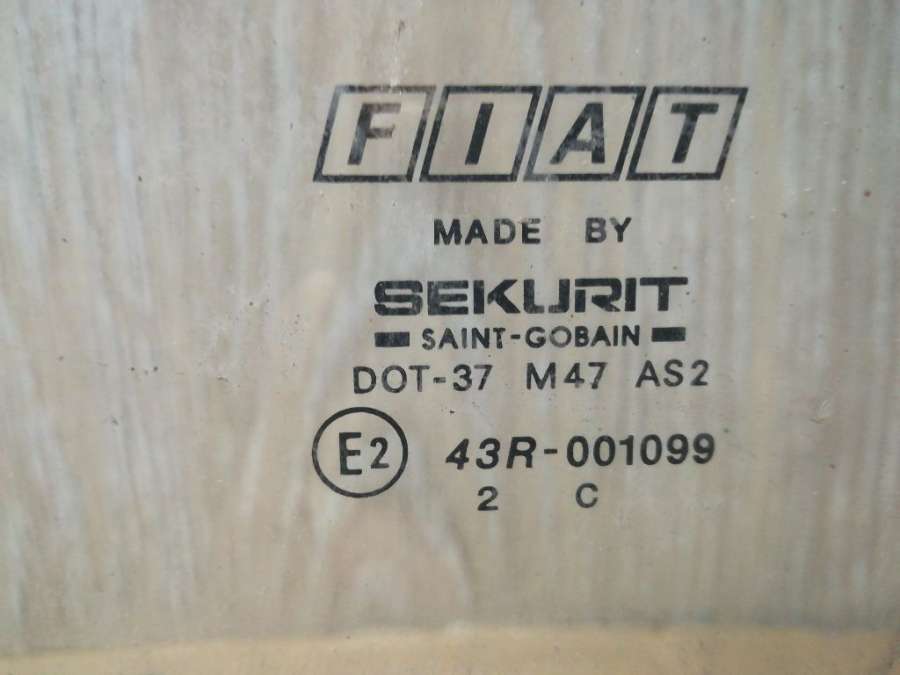 FIAT
MADE BY
SEKURIT
SAINT-GOBAIN
DOT-37 M47 AS2
E2 43R-001099
2 C